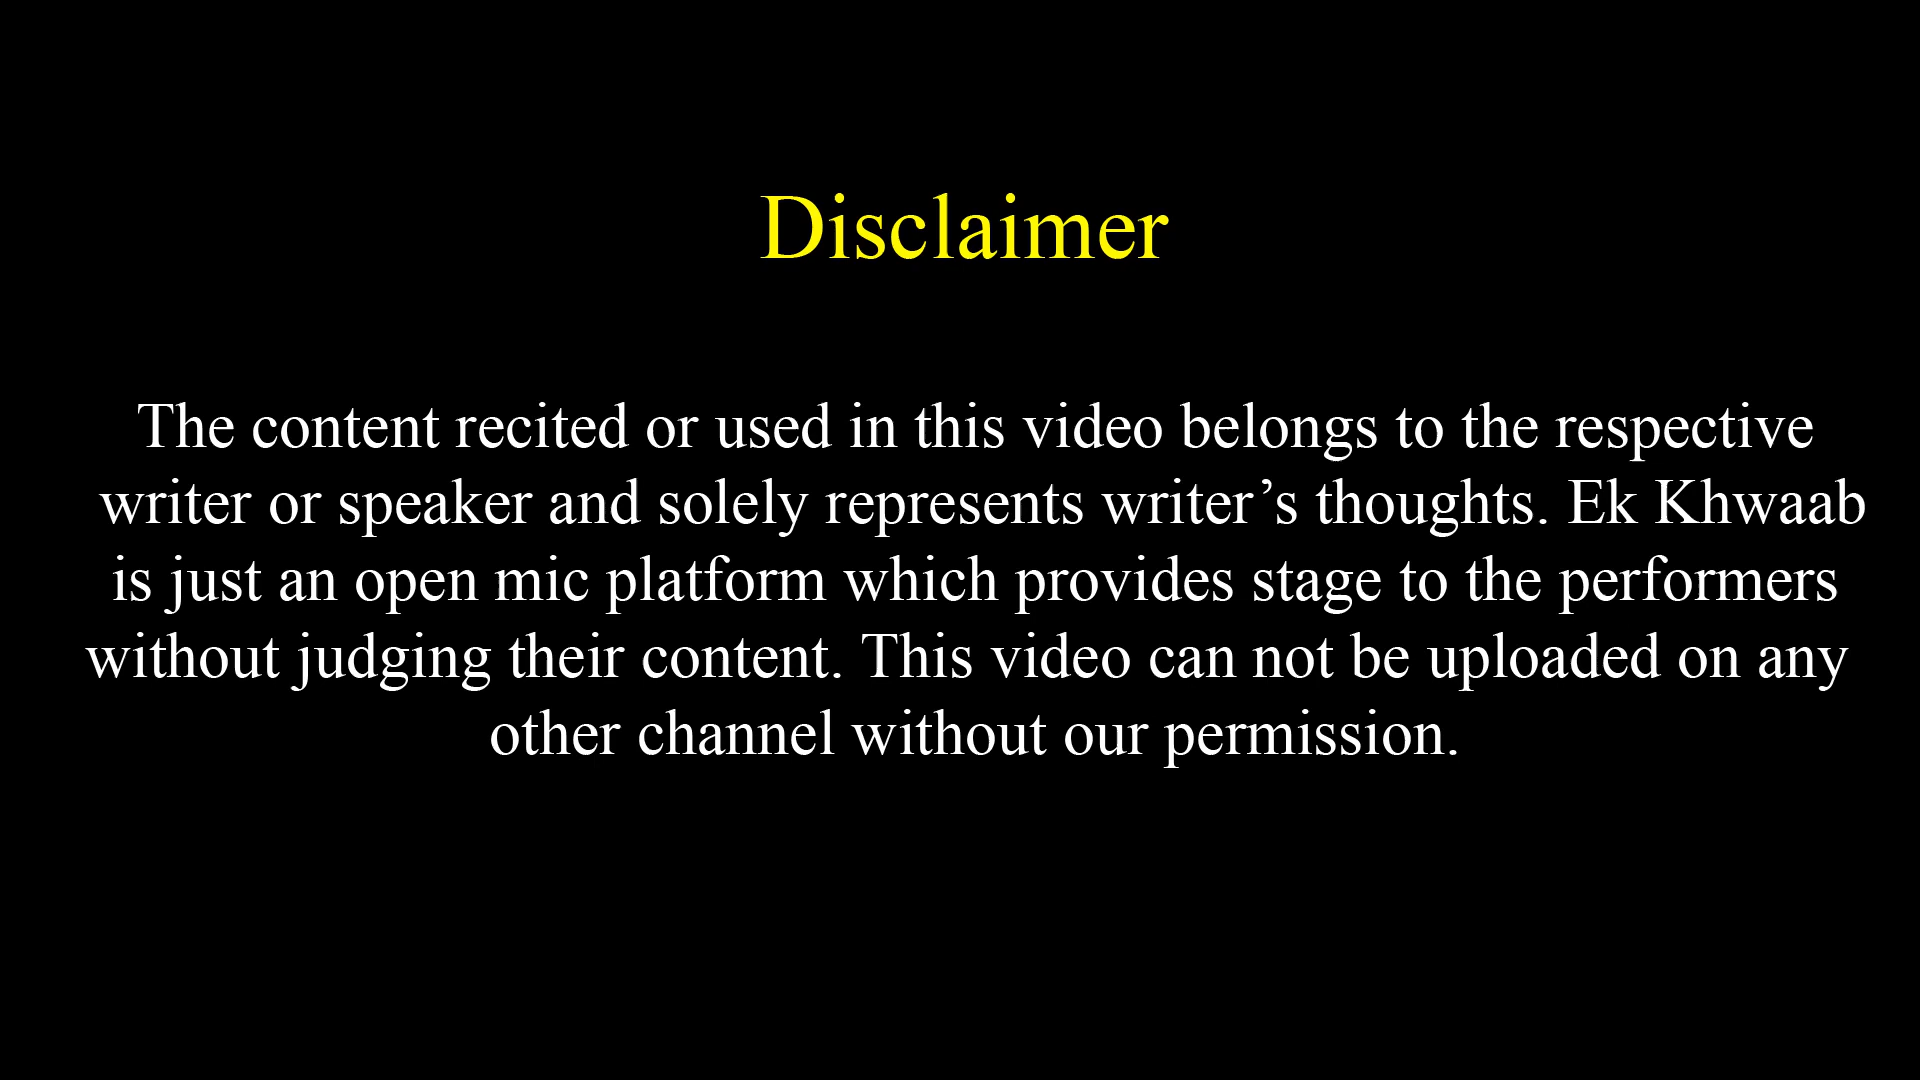 Disclaimer
The content recited or used in this video belongs to the respective
writer or speaker and solely represents writer’s thoughts. Ek Khwaab
is just an open mic platform which provides stage to the performers
without judging their content. This video can not be uploaded on any
other channel without our permission.